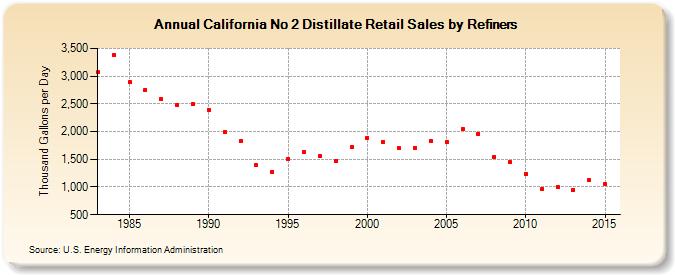 Annual California No 2 Distillate Retail Sales by Refiners
Thousand Gallons per Day
3,500
3,000
2,500
2,000
1,500
1,000
500
1985 1990 1995 2000 2005 2010 2015
Source: U.S. Energy Information Administration